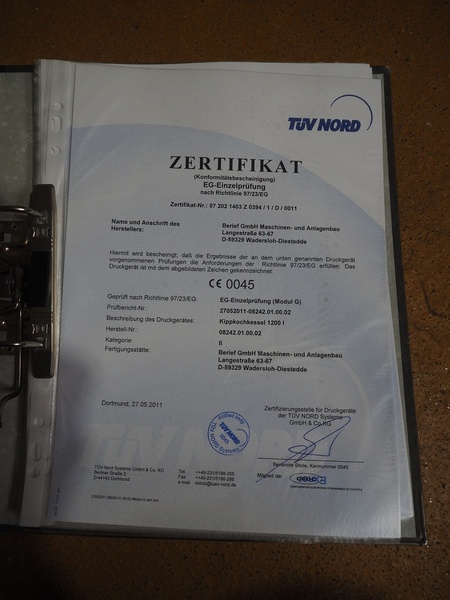 TÜV NORD
ZERTIFIKAT
(Konformitätsbescheinigung)
EG-Einzelprüfung
nach Richtlinie 97/23/EG
Zertifikat-Nr.: 07 202 1403 Z 0394 / 1 / D / 0011
Name und Anschrift des Herstellers:
Berief GmbH Maschinen- und Anlagenbau
Langestraße 63-67
D-59329 Wadersloh-Diestedde
Hiermit wird bescheinigt, daß die Ergebnisse der an dem unten genannten Druckgerät
vorgenommenen Prüfungen die Anforderungen der Richtlinie 97/23/EG erfüllen. Das
Druckgerät ist mit dem abgebildeten Zeichen gekennzeichnet:
CE 0045
Geprüft nach Richtlinie 97/23/EG: EG-Einzelprüfung (Modul G)
Prüfbericht-Nr.: 27052011-08242.01.00.02
Beschreibung des Druckgerätes: Kippkochkessel 1200 l
Herstell-Nr.: 08242.01.00.02
Kategorie: II
Fertigungsstätte: Berief GmbH Maschinen- und Anlagenbau
Langestraße 63-67
D-59329 Wadersloh-Diestedde
Dortmund, 27.05.2011
Zertifizierungsstelle für Druckgeräte
der TÜV NORD Systems
GmbH & Co.KG
TÜV NORD
0045
Benannte Stelle, Kennnummer 0045
TÜV Nord Systems GmbH & Co. KG
D-44143 Dortmund
Tel.
Fax
e-mail
Mitglied der